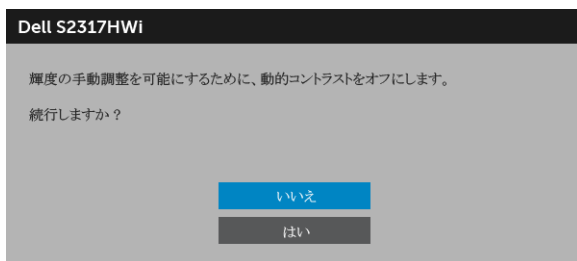 Dell S2317HWi
輝度の手動調整を可能にするために、動的コントラストをオフにします。
続行しますか？
いいえ
はい